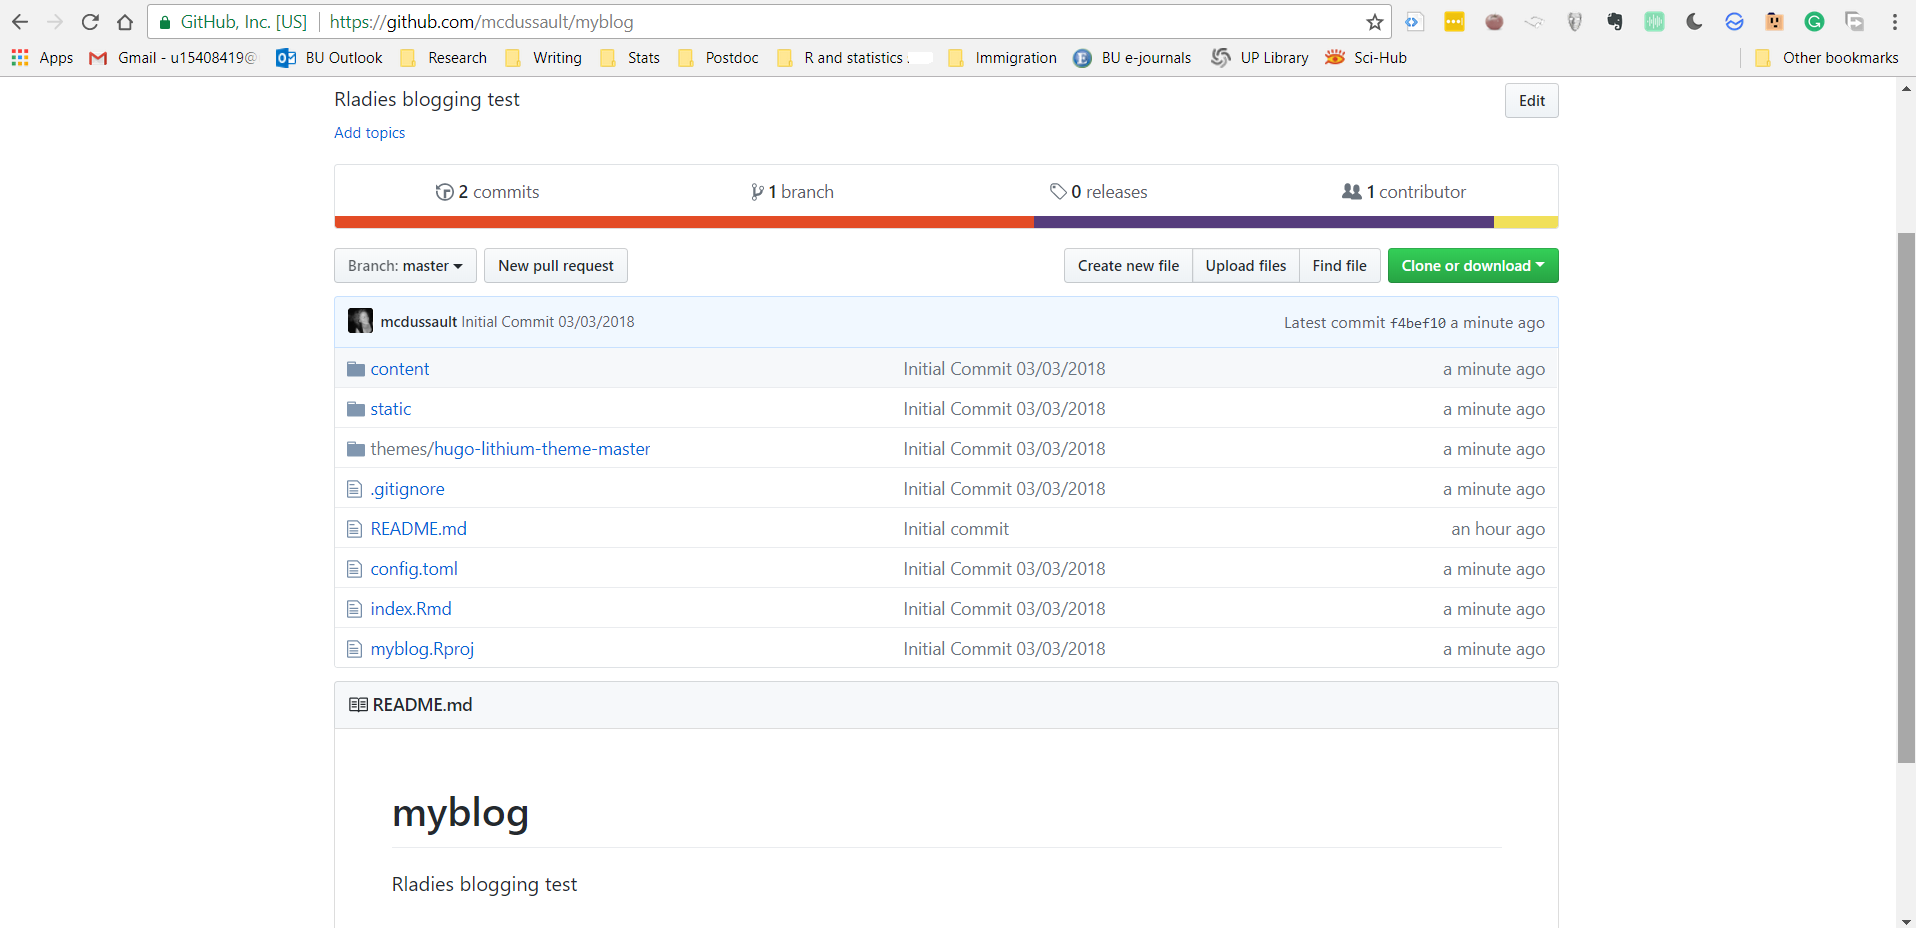 GitHub, Inc. [US] https://github.com/mcdussault/myblog
Apps Gmail - u15408419@ BU Outlook Research Writing Stats Postdoc R and statistics . Immigration BU e-journals UP Library Sci-Hub Other bookmarks
Rladies blogging test Edit
Add topics
2 commits 1 branch 0 releases 1 contributor
Branch: master New pull request Create new file Upload files Find file Clone or download
mcdussault Initial Commit 03/03/2018 Latest commit f4bef10 a minute ago
content Initial Commit 03/03/2018 a minute ago
static Initial Commit 03/03/2018 a minute ago
themes/hugo-lithium-theme-master Initial Commit 03/03/2018 a minute ago
.gitignore Initial Commit 03/03/2018 a minute ago
README.md Initial commit an hour ago
config.toml Initial Commit 03/03/2018 a minute ago
index.Rmd Initial Commit 03/03/2018 a minute ago
myblog.Rproj Initial Commit 03/03/2018 a minute ago
README.md
myblog
Rladies blogging test